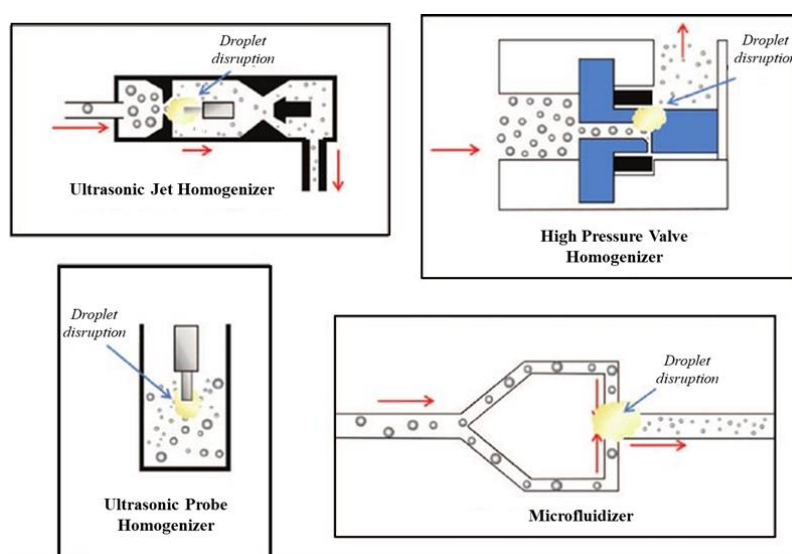 Droplet
disruption
Ultrasonic Jet Homogenizer
Droplet
disruption
High Pressure Valve
Homogenizer
Droplet
disruption
Ultrasonic Probe
Homogenizer
Droplet
disruption
Microfluidizer